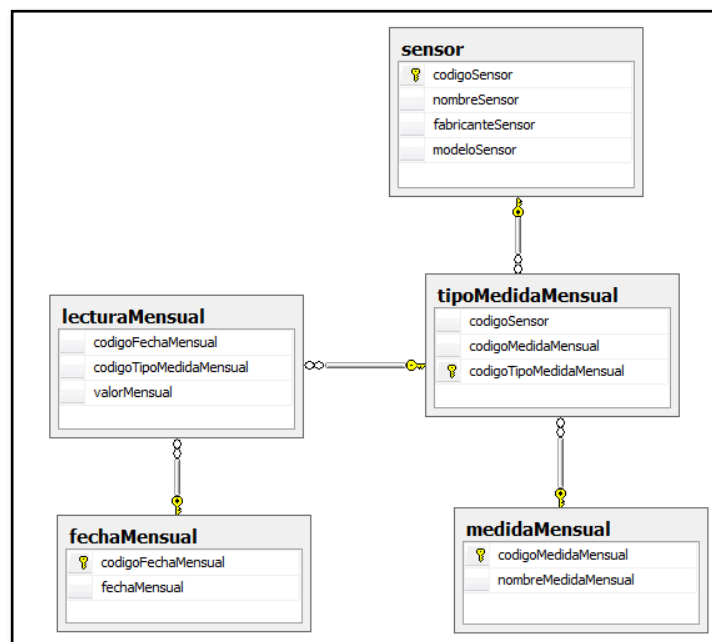 sensor
codigoSensor
nombreSensor
fabricanteSensor
modeloSensor
tipoMedidaMensual
codigoSensor
codigoMedidaMensual
codigoTipoMedidaMensual
lecturaMensual
codigoFechaMensual
codigoTipoMedidaMensual
valorMensual
fechaMensual
codigoFechaMensual
fechaMensual
medidaMensual
codigoMedidaMensual
nombreMedidaMensual